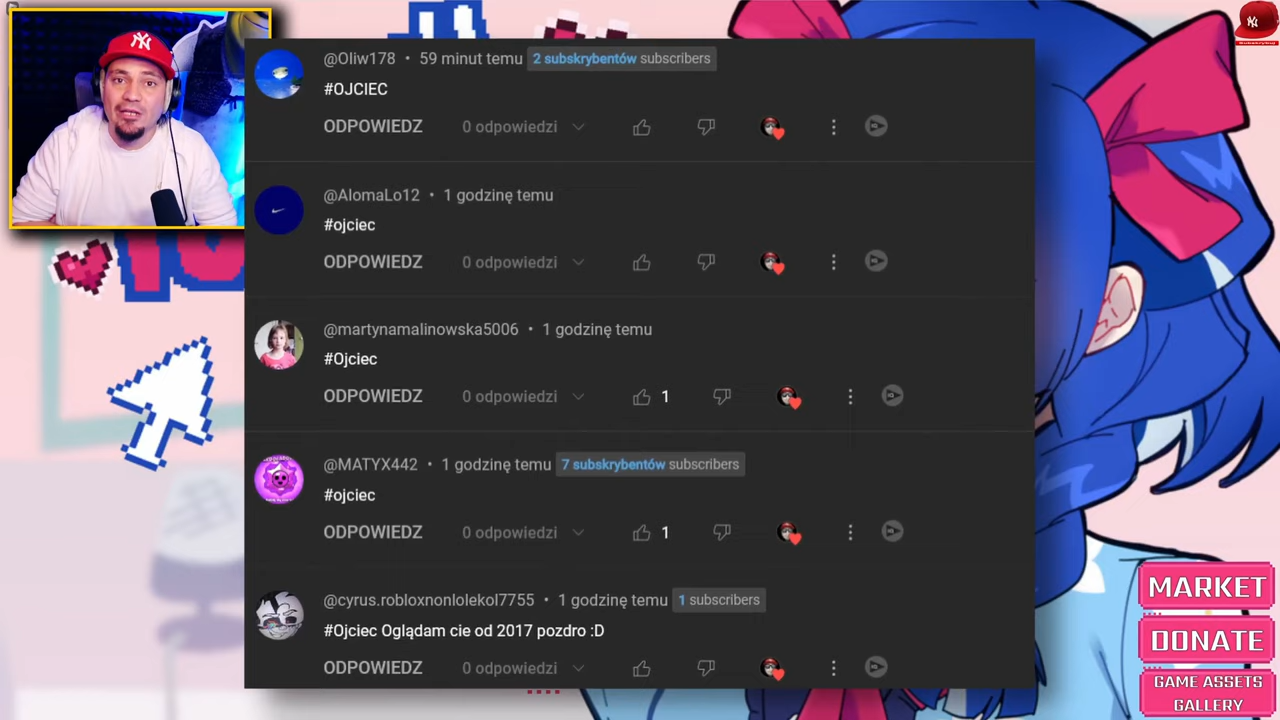 @Oliw178 • 59 minut temu 2 subskrybentów subscribers
#OJCIEC
ODPOWIEDZ 0 odpowiedzi
@AlomaLo12 • 1 godzinę temu
#ojciec
ODPOWIEDZ 0 odpowiedzi
@martynamalinowska5006 • 1 godzinę temu
#Ojciec
ODPOWIEDZ 0 odpowiedzi 1
@MATYX442 • 1 godzinę temu 7 subskrybentów subscribers
#ojciec
ODPOWIEDZ 0 odpowiedzi 1
@cyrus.robloxnonlolekol7755 • 1 godzinę temu 1 subscribers
#Ojciec Oglądam cie od 2017 pozdro :D
ODPOWIEDZ 0 odpowiedzi
MARKET
DONATE
GAME ASSETS
GALLERY